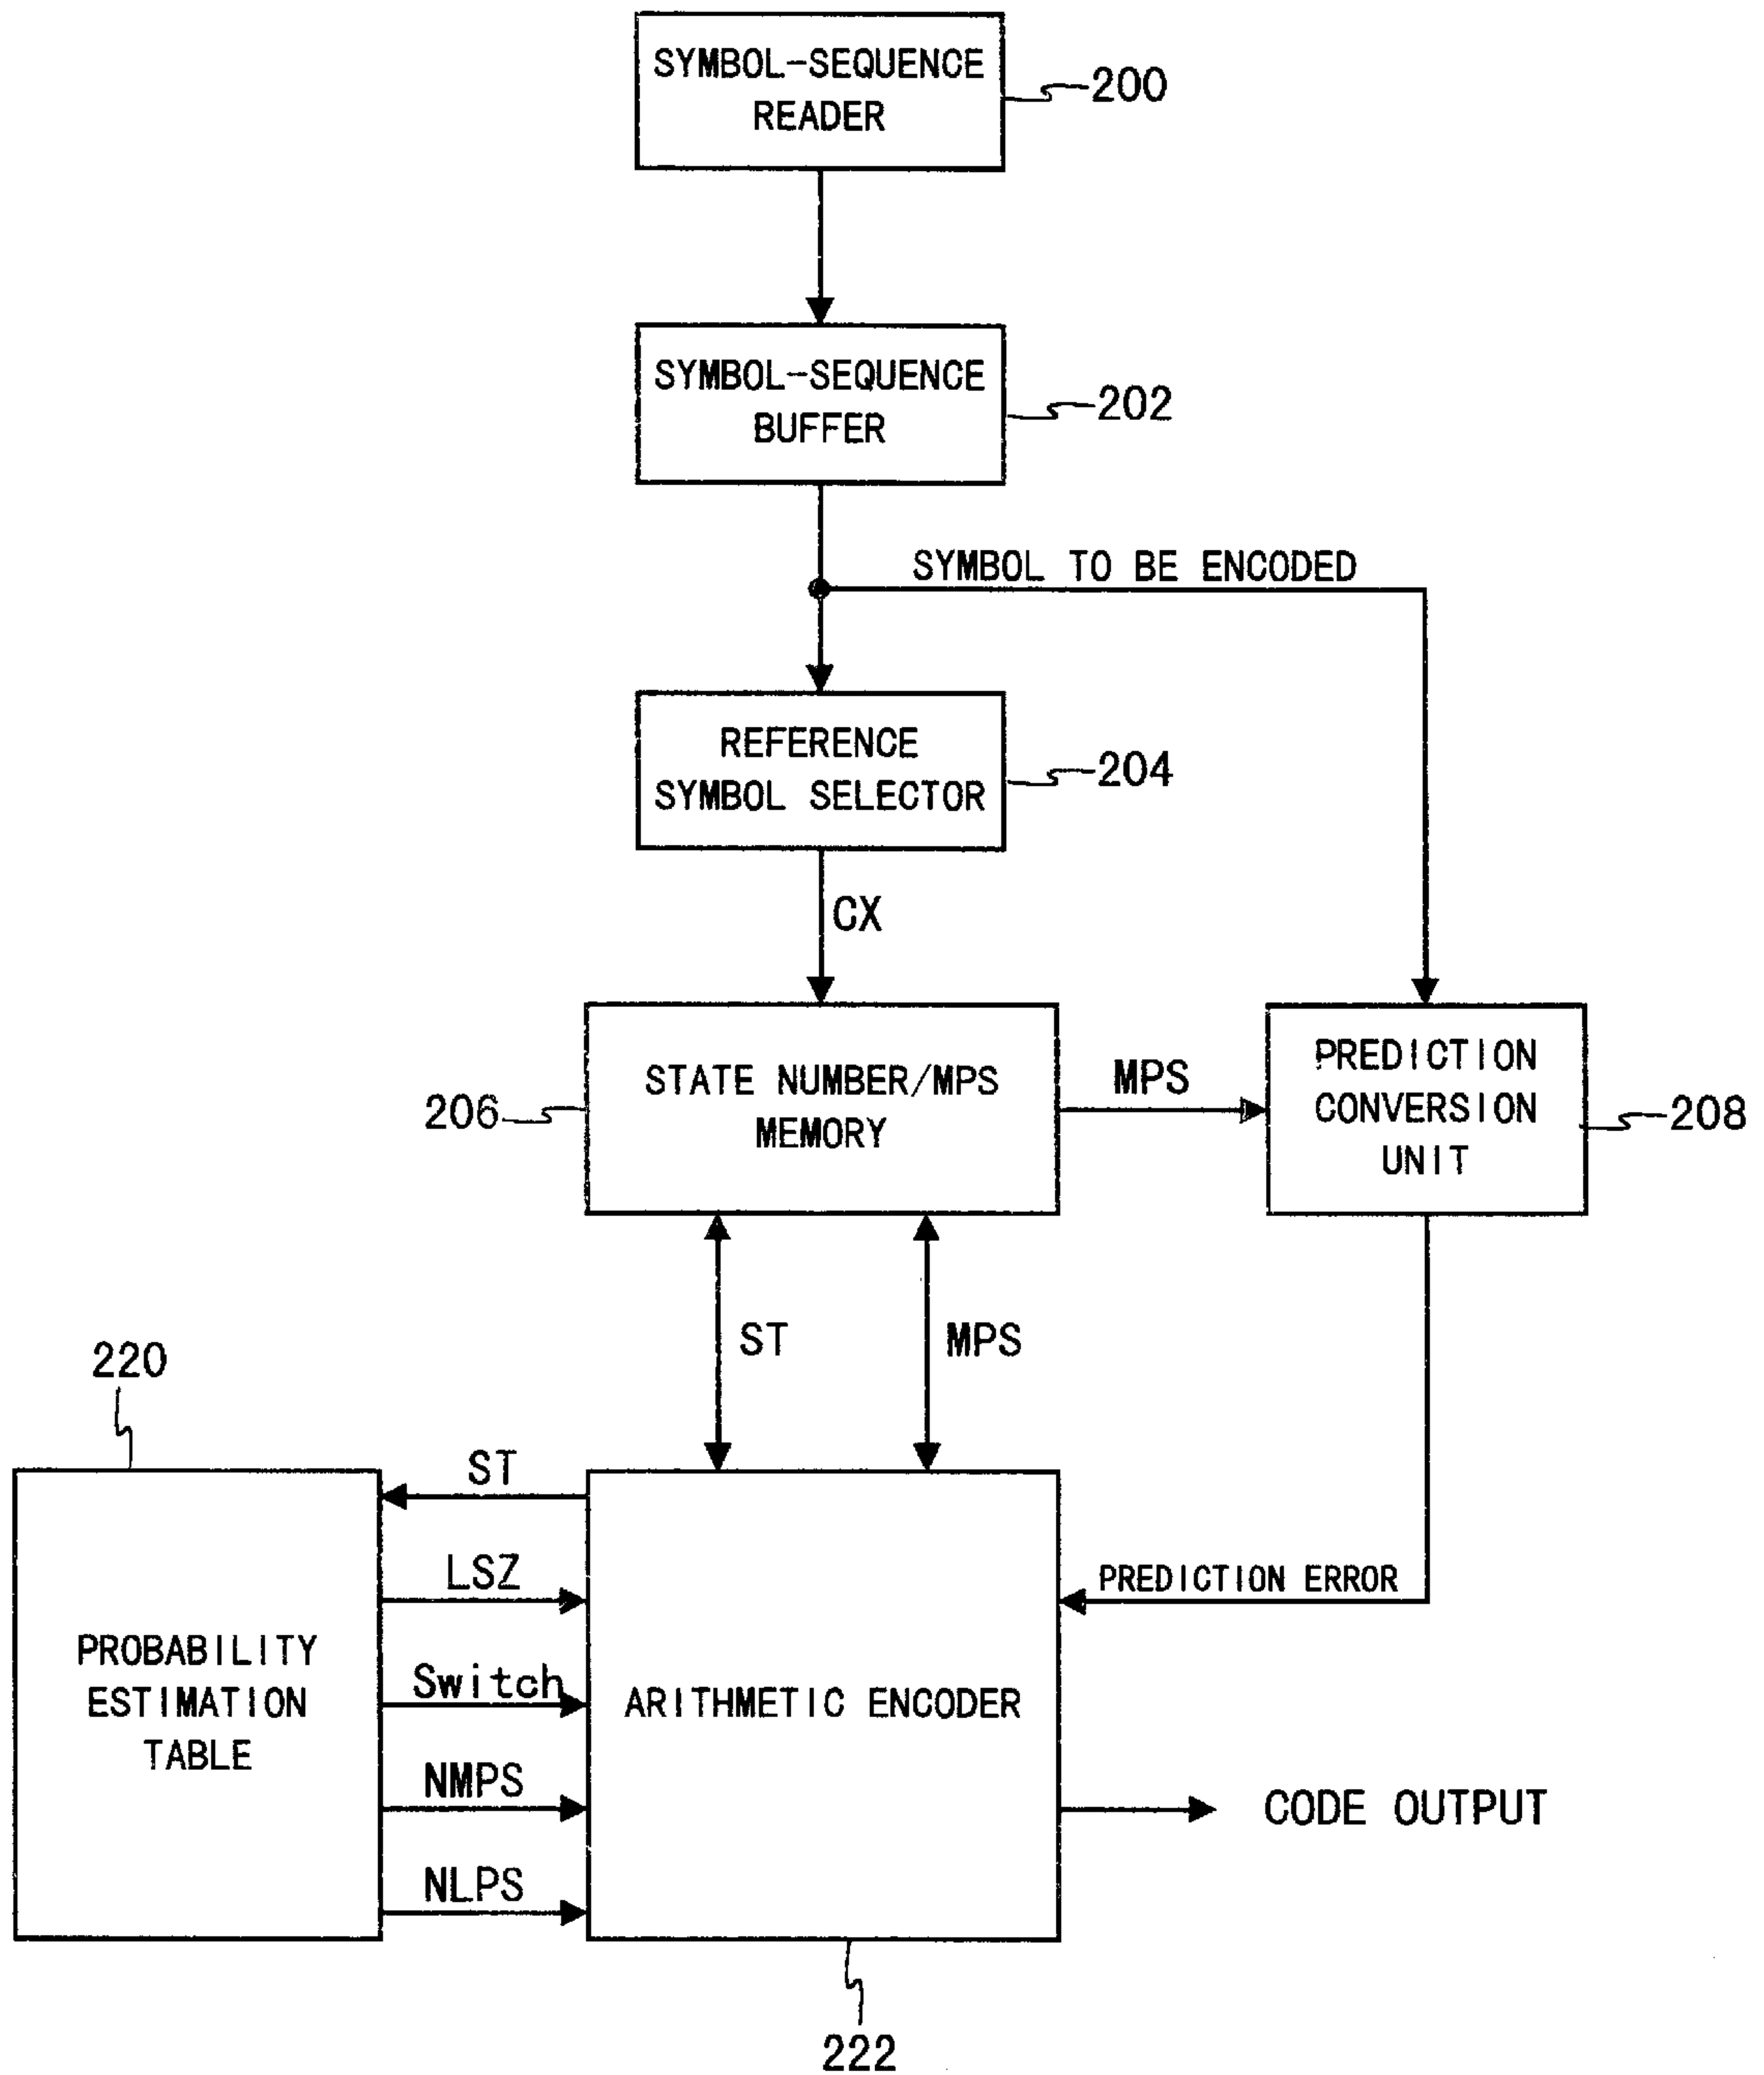 SYMBOL-SEQUENCE
READER
200
SYMBOL-SEQUENCE
BUFFER
202
SYMBOL TO BE ENCODED
REFERENCE
SYMBOL SELECTOR
204
CX
STATE NUMBER/MPS
MEMORY
206
MPS
PREDICTION
CONVERSION
UNIT
208
ST
MPS
220
ST
LSZ
Switch
NMPS
NLPS
PROBABILITY
ESTIMATION
TABLE
ARITHMETIC ENCODER
PREDICTION ERROR
CODE OUTPUT
222